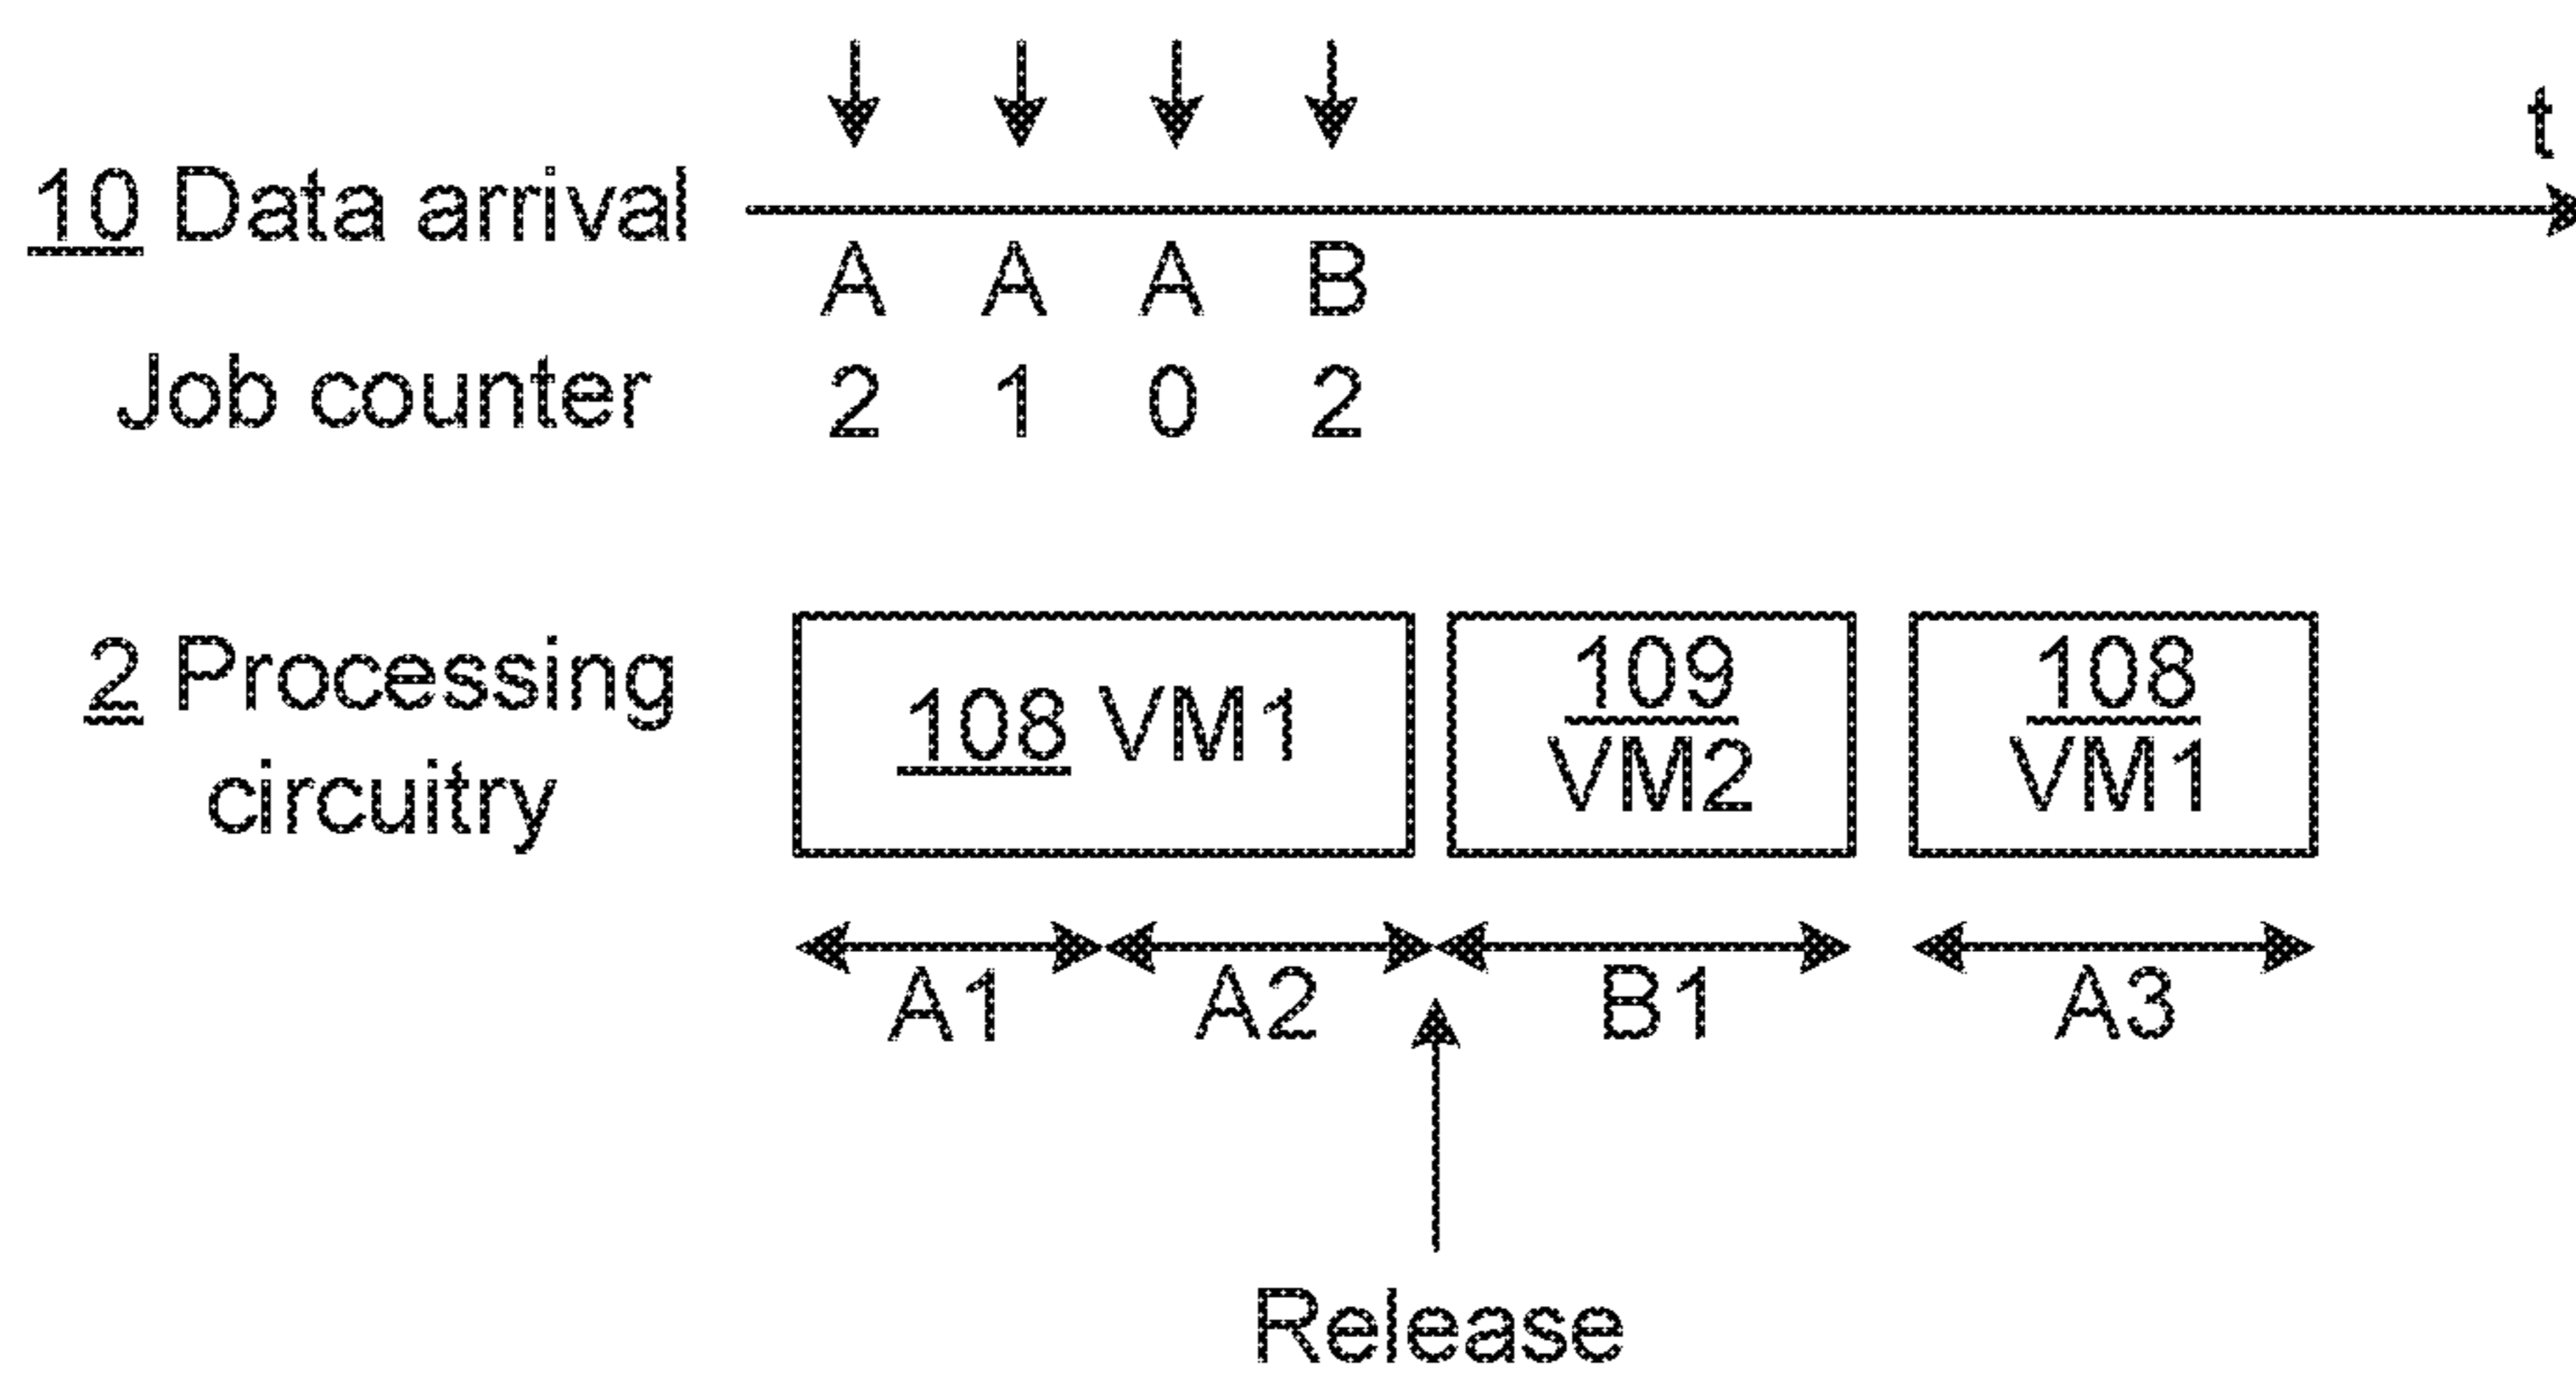 t
10 Data arrival
A A A B
Job counter 2 1 0 2
2 Processing
circuitry
108 VM1
109
VM2
108
VM1
A1 A2 B1 A3
Release